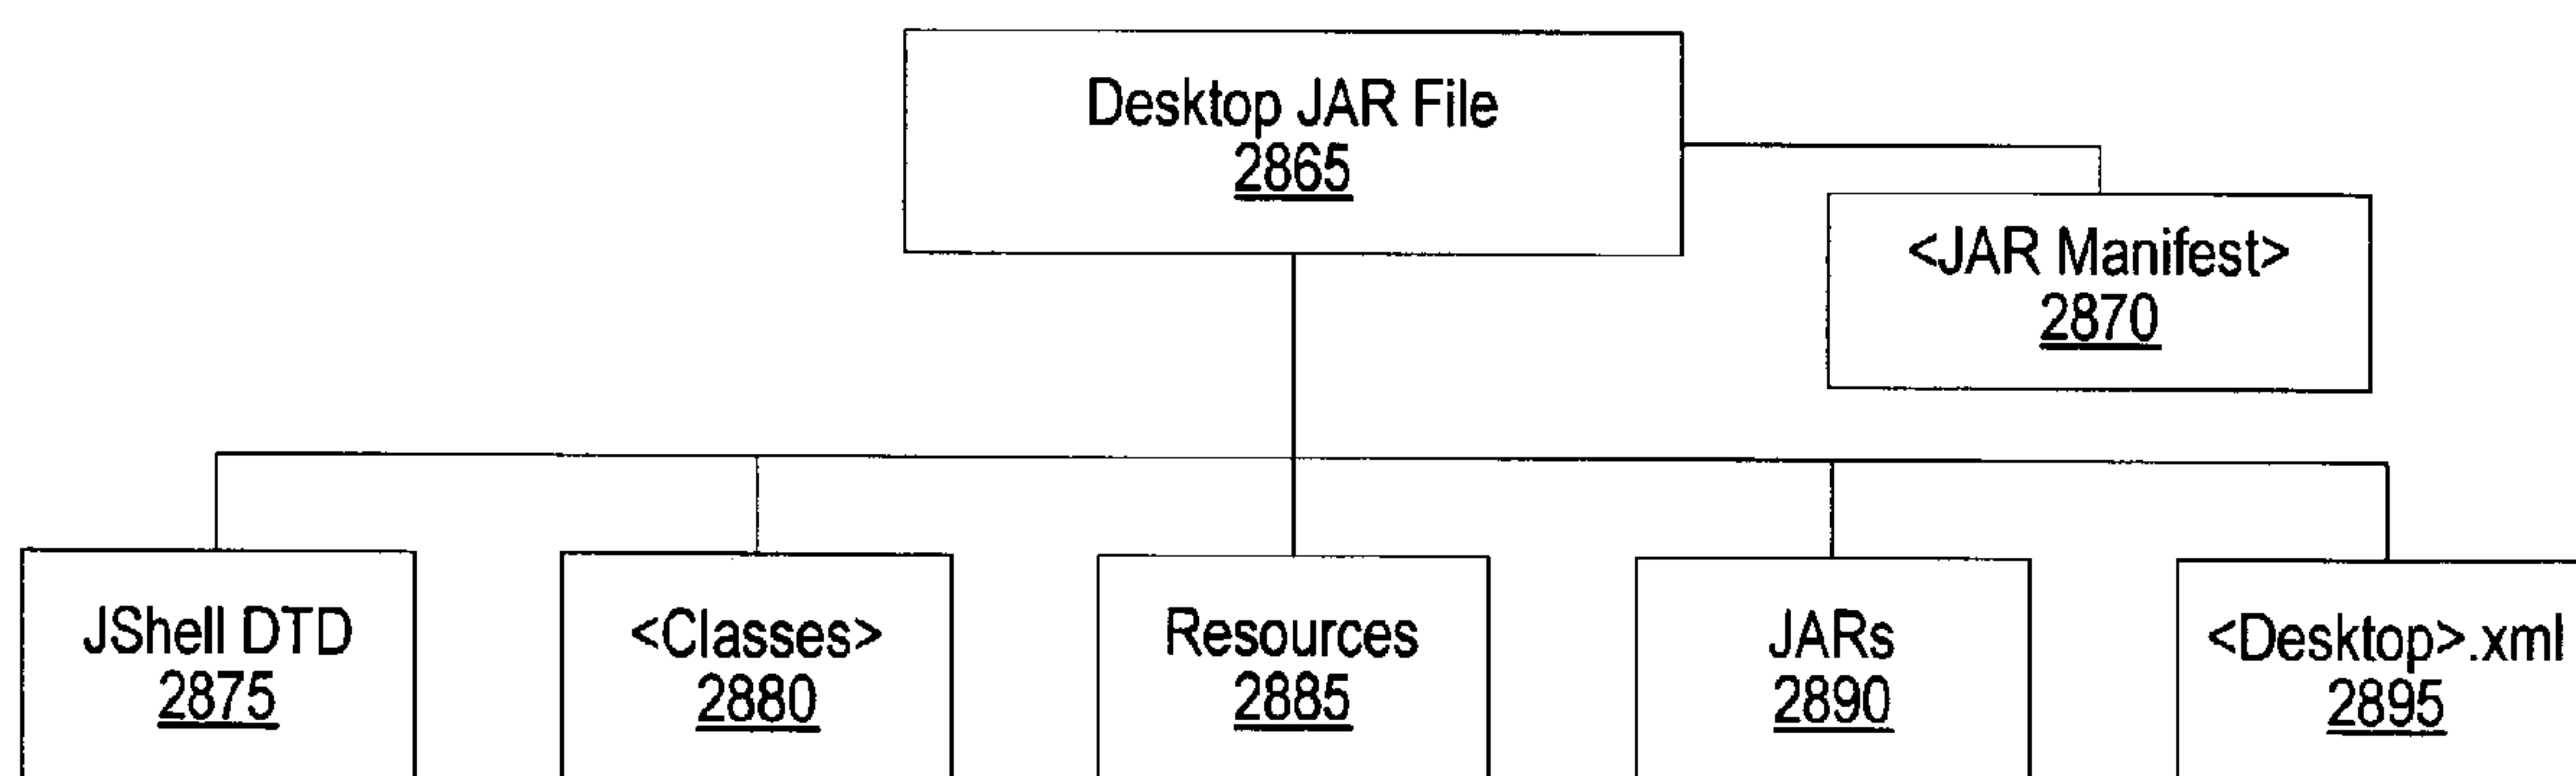 Desktop JAR File
2865
<JAR Manifest>
2870
JShell DTD
2875
<Classes>
2880
Resources
2885
JARs
2890
<Desktop>.xml
2895